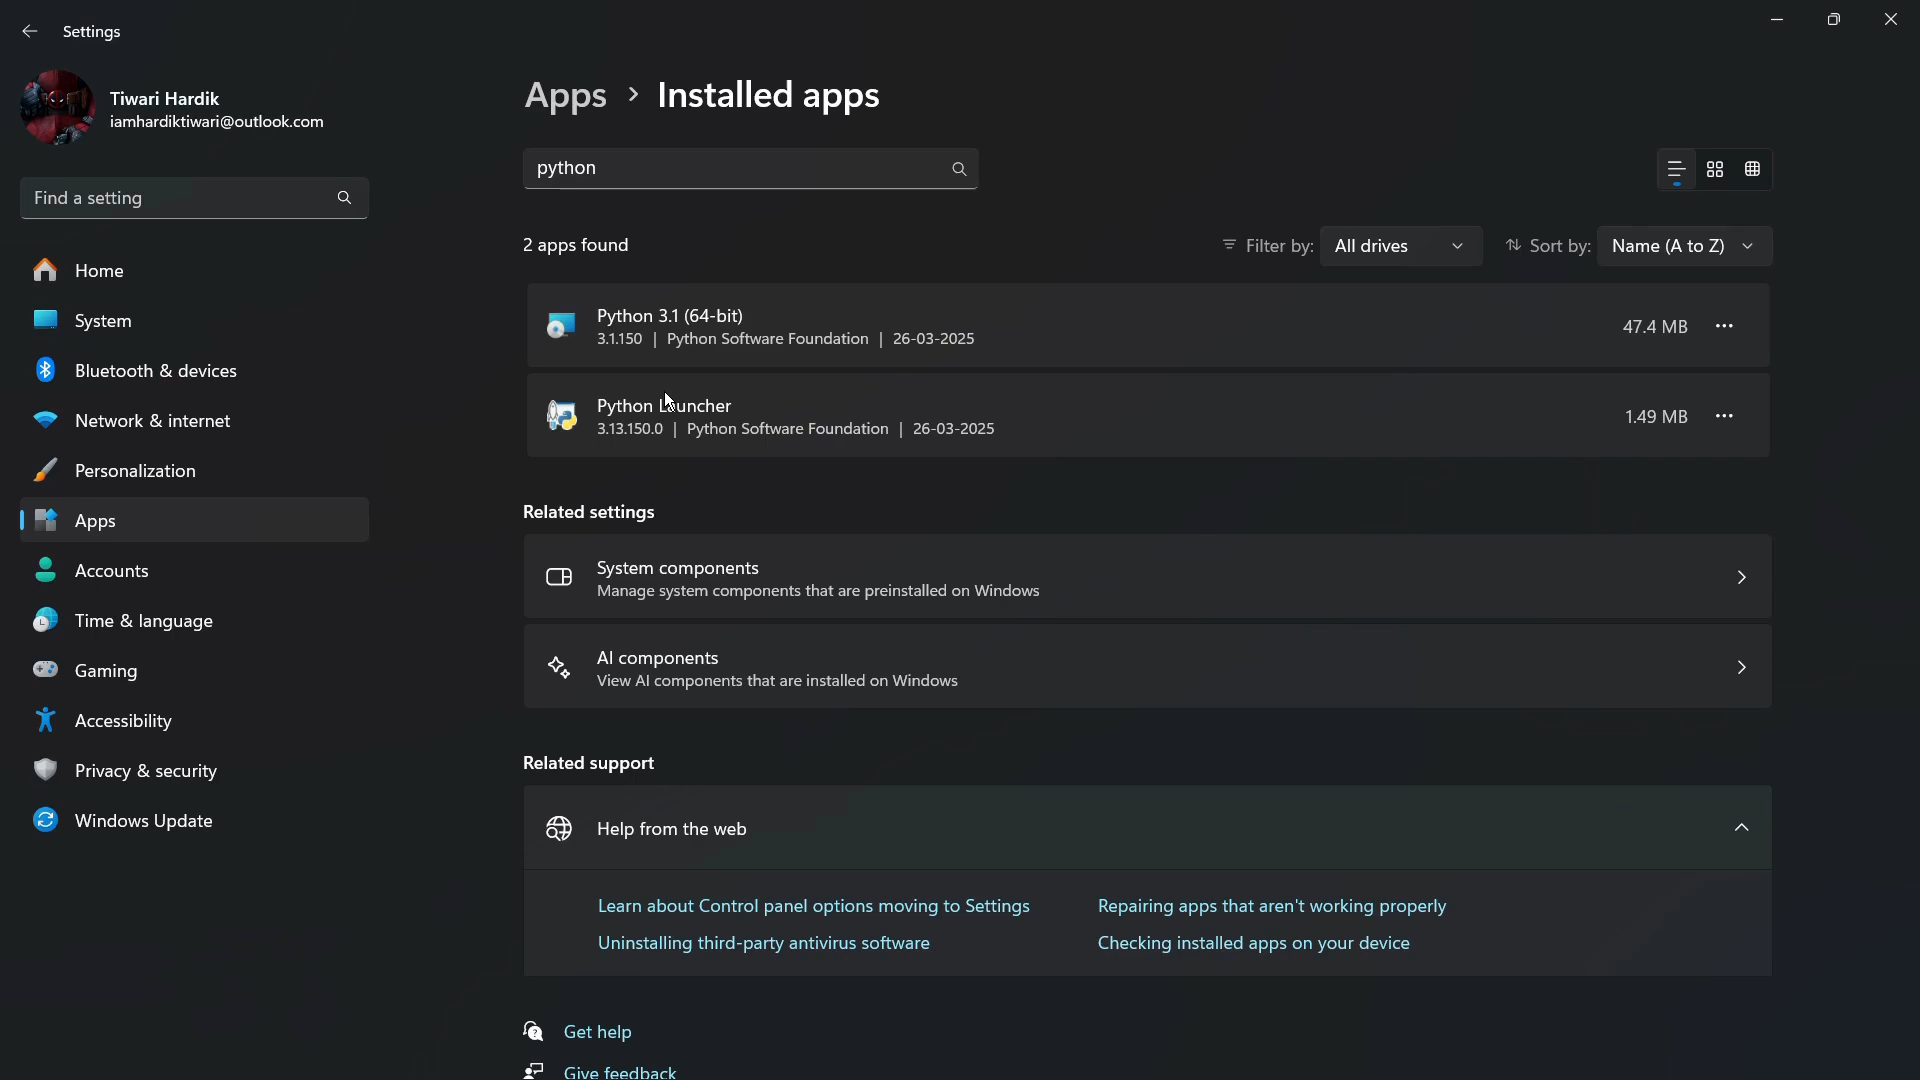 Settings
Tiwari Hardik
iamhardiktiwari@outlook.com
Find a setting
Home
System
Bluetooth & devices
Network & internet
Personalization
Apps
Accounts
Time & language
Gaming
Accessibility
Privacy & security
Windows Update
Apps > Installed apps
python
2 apps found
Filter by: All drives
Sort by: Name (A to Z)
Python 3.1 (64-bit)
3.1.150 | Python Software Foundation | 26-03-2025
47.4 MB
Python Launcher
3.13.150.0 | Python Software Foundation | 26-03-2025
1.49 MB
Related settings
System components
Manage system components that are preinstalled on Windows
AI components
View AI components that are installed on Windows
Related support
Help from the web
Learn about Control panel options moving to Settings
Repairing apps that aren't working properly
Uninstalling third-party antivirus software
Checking installed apps on your device
Get help
Give feedback